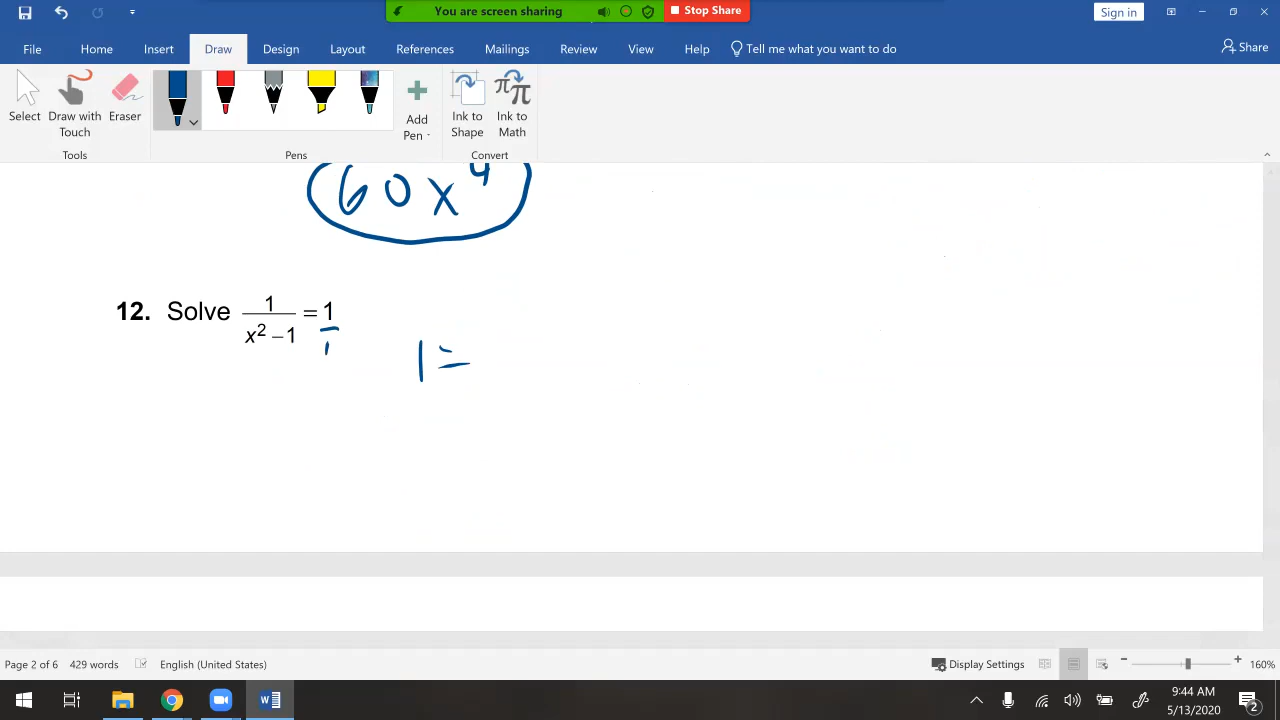 You are screen sharing
Stop Share
Sign in
File Home Insert Draw Design Layout References Mailings Review View Help Tell me what you want to do Share
Select Draw with Touch Eraser Add Pen Ink to Shape Ink to Math
Tools Pens Convert
60x⁴
12. Solve 1/(x² – 1) = 1/1
1 =
Page 2 of 6 429 words English (United States) Display Settings 160%
9:44 AM
5/13/2020
2